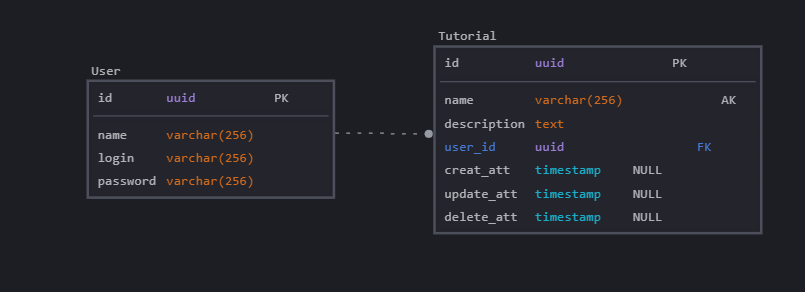 User
id uuid PK
name varchar(256)
login varchar(256)
password varchar(256)
Tutorial
id uuid PK
name varchar(256) AK
description text
user_id uuid FK
creat_att timestamp NULL
update_att timestamp NULL
delete_att timestamp NULL